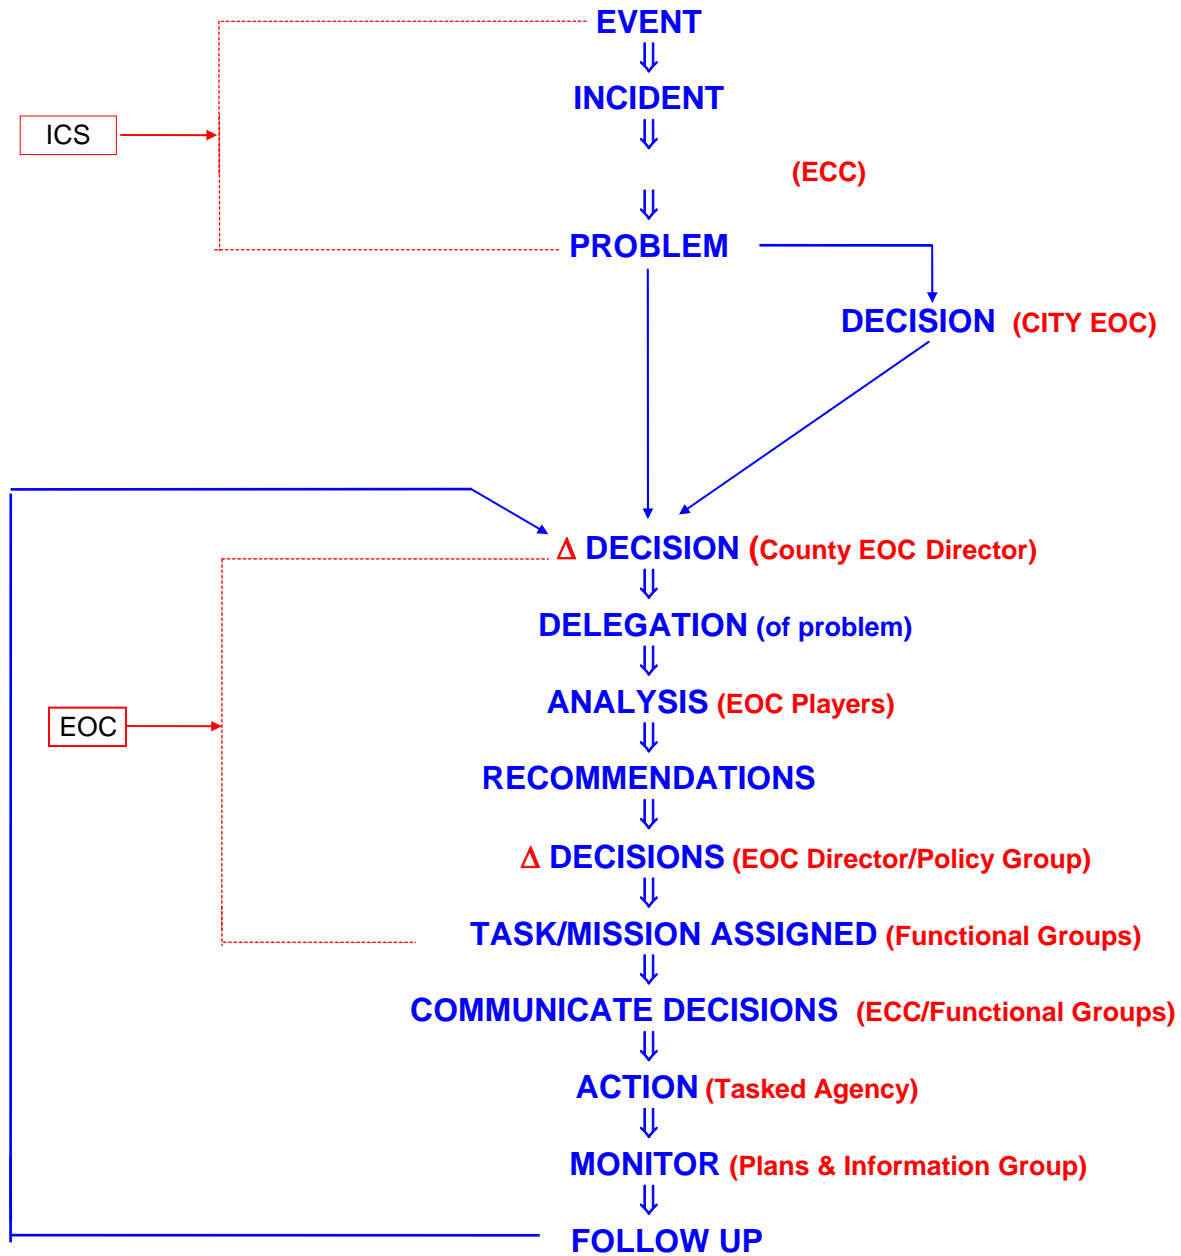 EVENT
INCIDENT
ICS
(ECC)
PROBLEM
DECISION (CITY EOC)
Δ DECISION (County EOC Director)
DELEGATION (of problem)
ANALYSIS (EOC Players)
EOC
RECOMMENDATIONS
Δ DECISIONS (EOC Director/Policy Group)
TASK/MISSION ASSIGNED (Functional Groups)
COMMUNICATE DECISIONS (ECC/Functional Groups)
ACTION (Tasked Agency)
MONITOR (Plans & Information Group)
FOLLOW UP